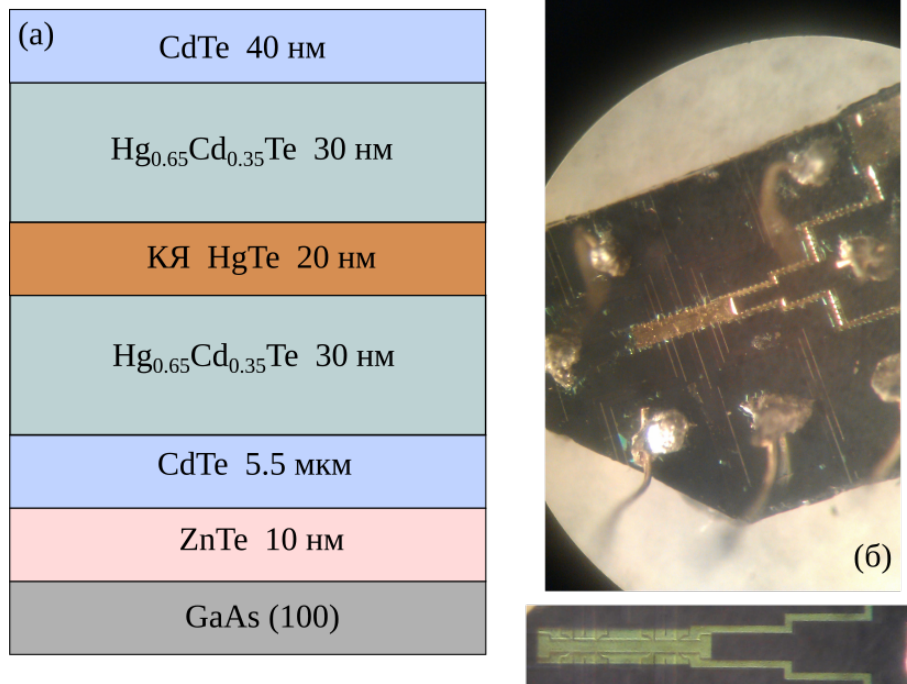 (а)
CdTe 40 нм
Hg₀.₆₅Cd₀.₃₅Te 30 нм
КЯ HgTe 20 нм
Hg₀.₆₅Cd₀.₃₅Te 30 нм
CdTe 5.5 мкм
ZnTe 10 нм
GaAs (100)
(б)